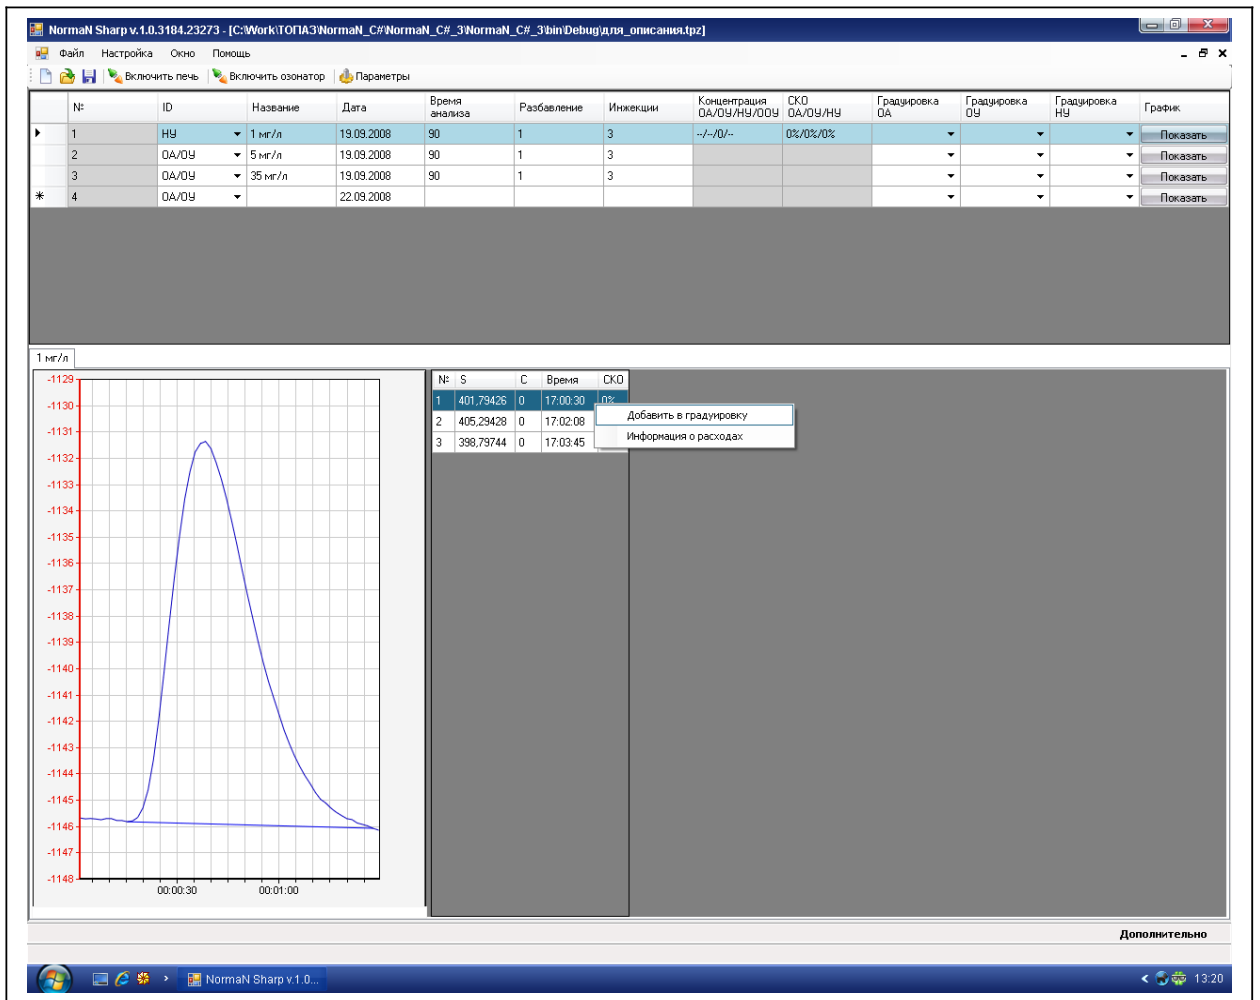 NormaN Sharp v.1.0.3184.23273 - [C:\Work\ТОПАЗ\NormaN_C#\NormaN_C#_3\NormaN_C#_3\bin\Debug\для_описания.tpz]
Файл Настройка Окно Помощь
Включить печь Включить озонатор Параметры
№ ID Название Дата Время анализа Разбавление Инжекции Концентрация ОА/ОУ/НУ/ООУ СКО ОА/ОУ/НУ Градуировка ОА Градуировка ОУ Градуировка НУ График
1 НУ 1 мг/л 19.09.2008 90 1 3 --/--/0/-- 0%/0%/0% Показать
2 ОА/ОУ 5 мг/л 19.09.2008 90 1 3 Показать
3 ОА/ОУ 35 мг/л 19.09.2008 90 1 3 Показать
4 ОА/ОУ 22.09.2008 Показать
1 мг/л
-1129
-1130
-1131
-1132
-1133
-1134
-1135
-1136
-1137
-1138
-1139
-1140
-1141
-1142
-1143
-1144
-1145
-1146
-1147
-1148
00:00:30 00:01:00
№ S C Время СКО
1 401,79426 0 17:00:30 0%
2 405,29428 0 17:02:08
3 398,79744 0 17:03:45
Добавить в градуировку
Информация о расходах
Дополнительно
NormaN Sharp v.1.0... 13:20